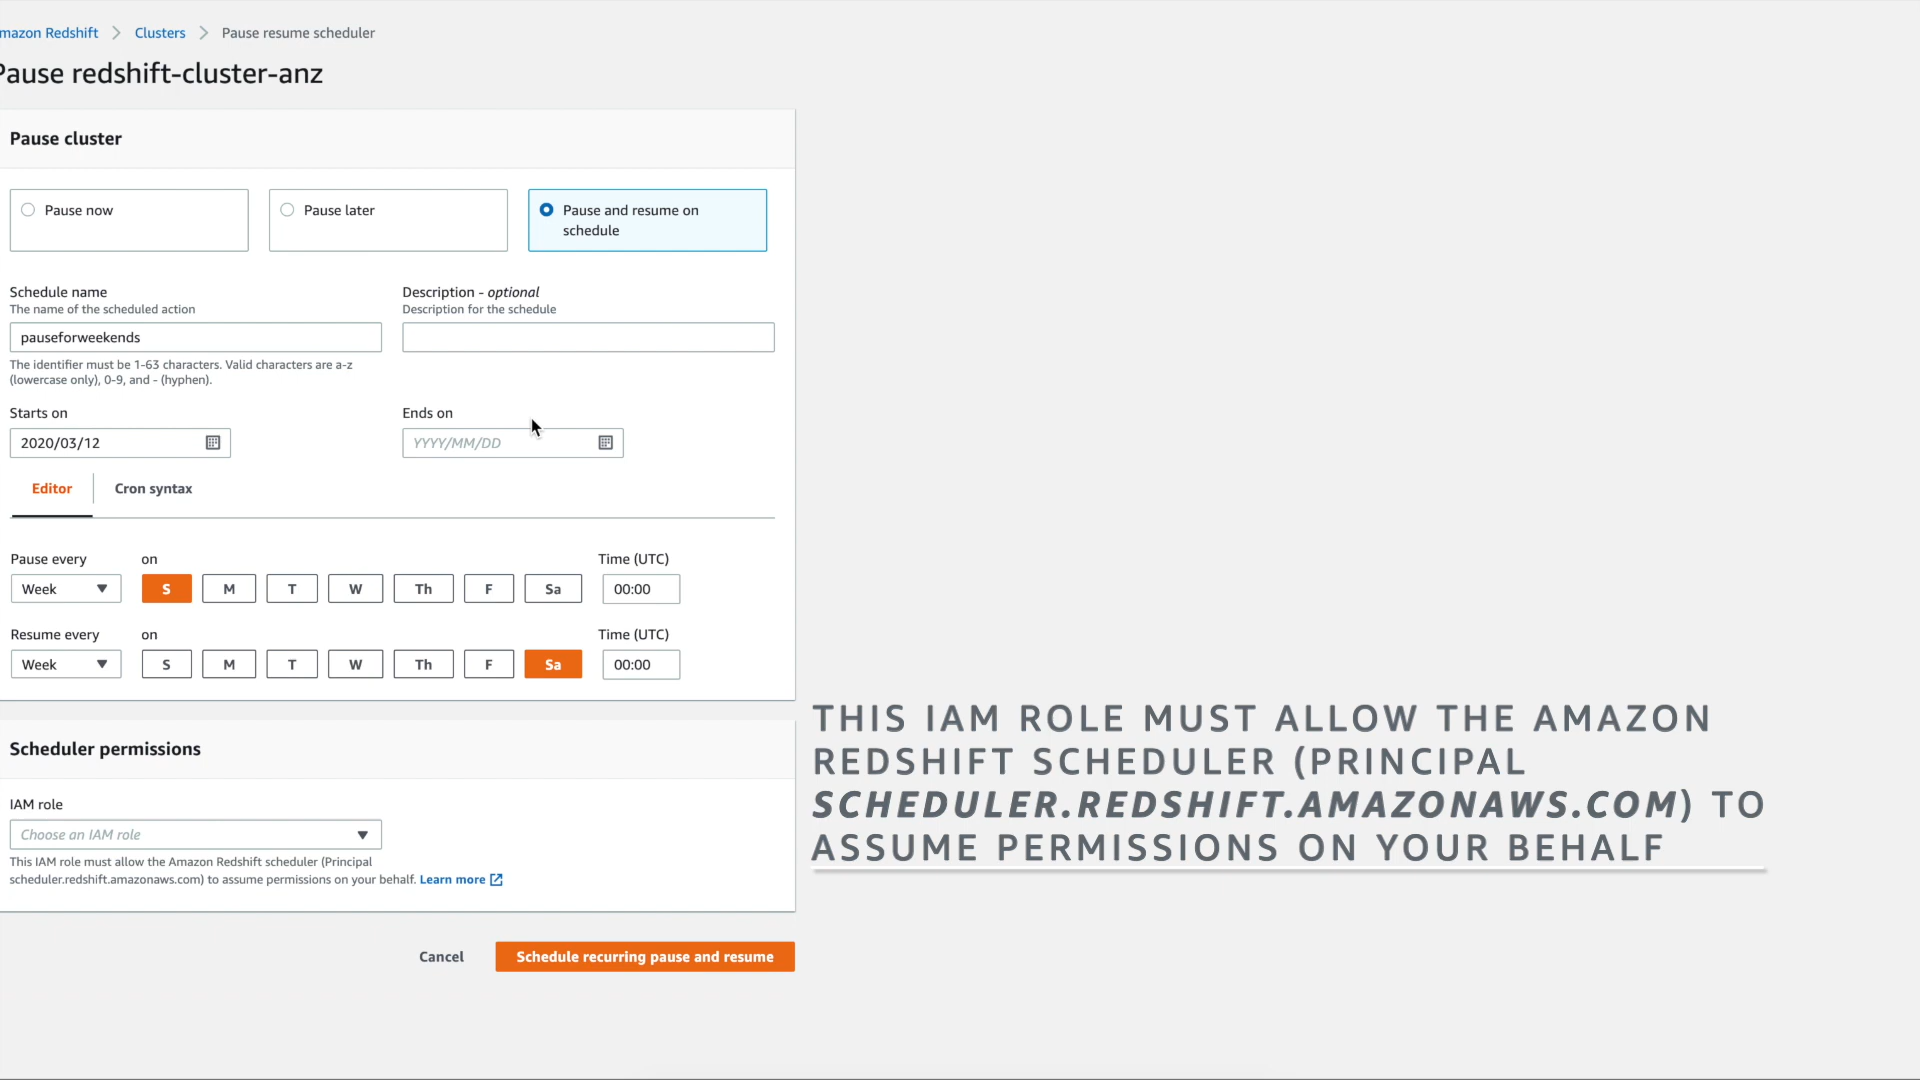 mazon Redshift > Clusters > Pause resume scheduler
Pause redshift-cluster-anz
Pause cluster
Pause now
Pause later
Pause and resume on
schedule
Schedule name
The name of the scheduled action
pauseforweekends
The identifier must be 1-63 characters. Valid characters are a-z
(lowercase only), 0-9, and - (hyphen).
Description - optional
Description for the schedule
Starts on
2020/03/12
Ends on
YYYY/MM/DD
Editor
Cron syntax
Pause every on Time (UTC)
Week S M T W Th F Sa 00:00
Resume every on Time (UTC)
Week S M T W Th F Sa 00:00
THIS IAM ROLE MUST ALLOW THE AMAZON
REDSHIFT SCHEDULER (PRINCIPAL
SCHEDULER.REDSHIFT.AMAZONAWS.COM) TO
ASSUME PERMISSIONS ON YOUR BEHALF
Scheduler permissions
IAM role
Choose an IAM role
This IAM role must allow the Amazon Redshift scheduler (Principal
scheduler.redshift.amazonaws.com) to assume permissions on your behalf. Learn more
Cancel
Schedule recurring pause and resume